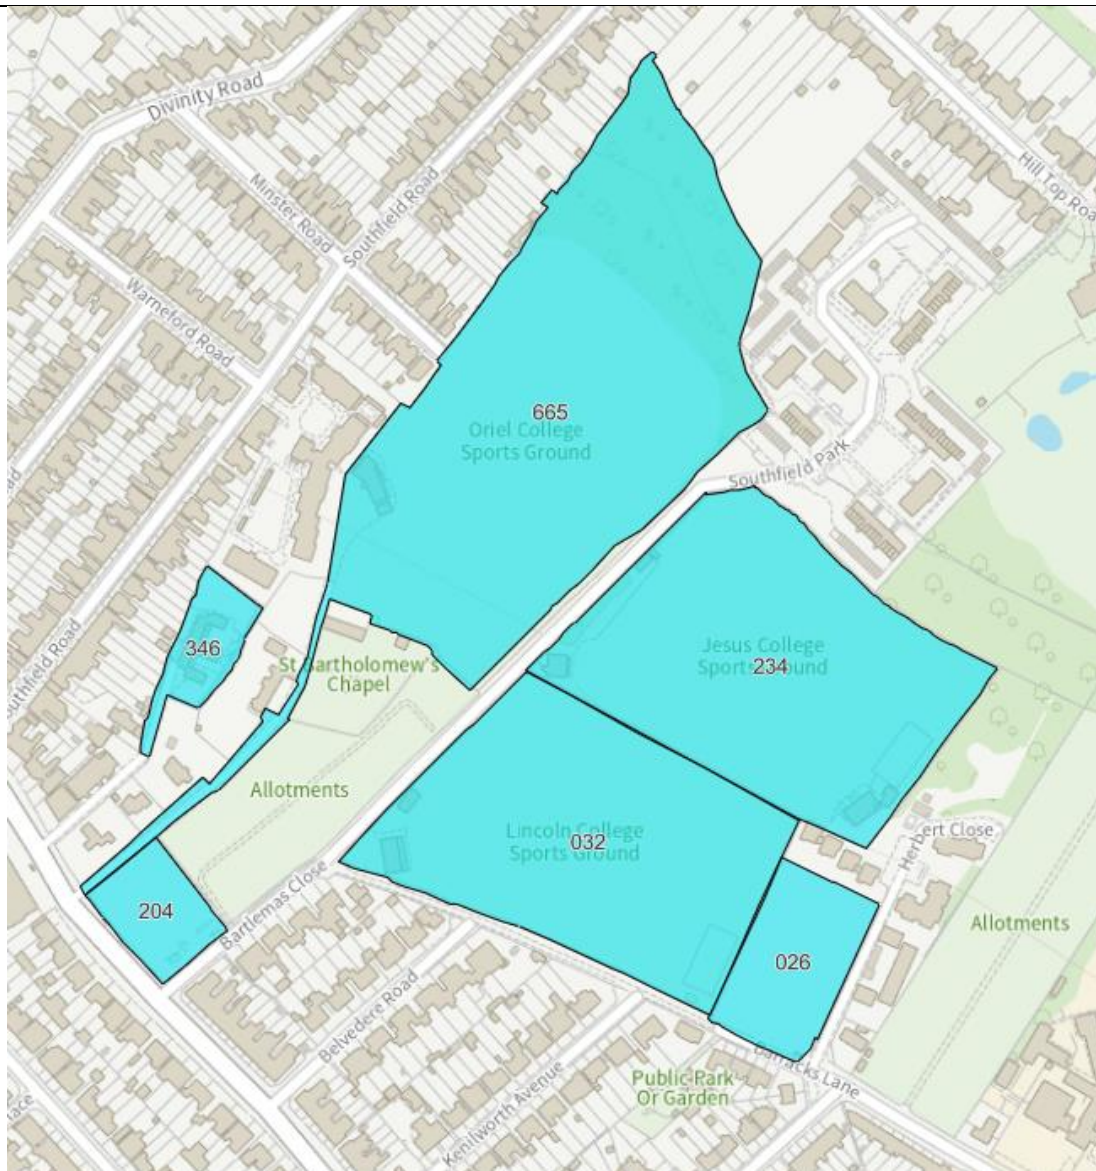 Divinity Road
Minster Road
Southfield Road
Hill Top Roa
Warneford Road
665
Oriel College
Sports Ground
Southfield Park
346
St Bartholomew's
Chapel
Jesus College
Sports Ground
234
outhfield Road
Allotments
Lincoln College
Sports Ground
032
Herbert Close
204
Bartlemas Close
Allotments
026
Belvedere Road
Barracks Lane
Public Park
Or Garden
Kenilworth Avenue